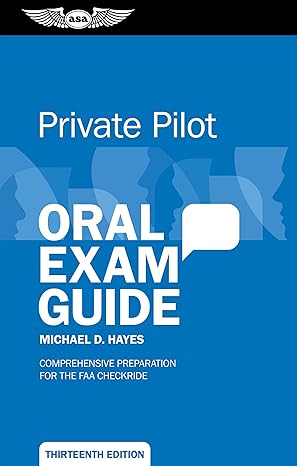 asa
Private Pilot
ORAL
EXAM
GUIDE
MICHAEL D. HAYES
COMPREHENSIVE PREPARATION
FOR THE FAA CHECKRIDE
THIRTEENTH EDITION